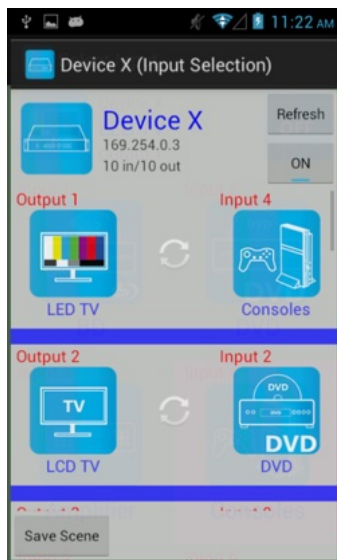 11:22 AM
Device X (Input Selection)
Device X
Refresh
169.254.0.3
10 in/10 out
ON
Output 1
Input 4
LED TV
Consoles
Output 2
Input 2
TV
DVD
DVD
LCD TV
DVD
Save Scene